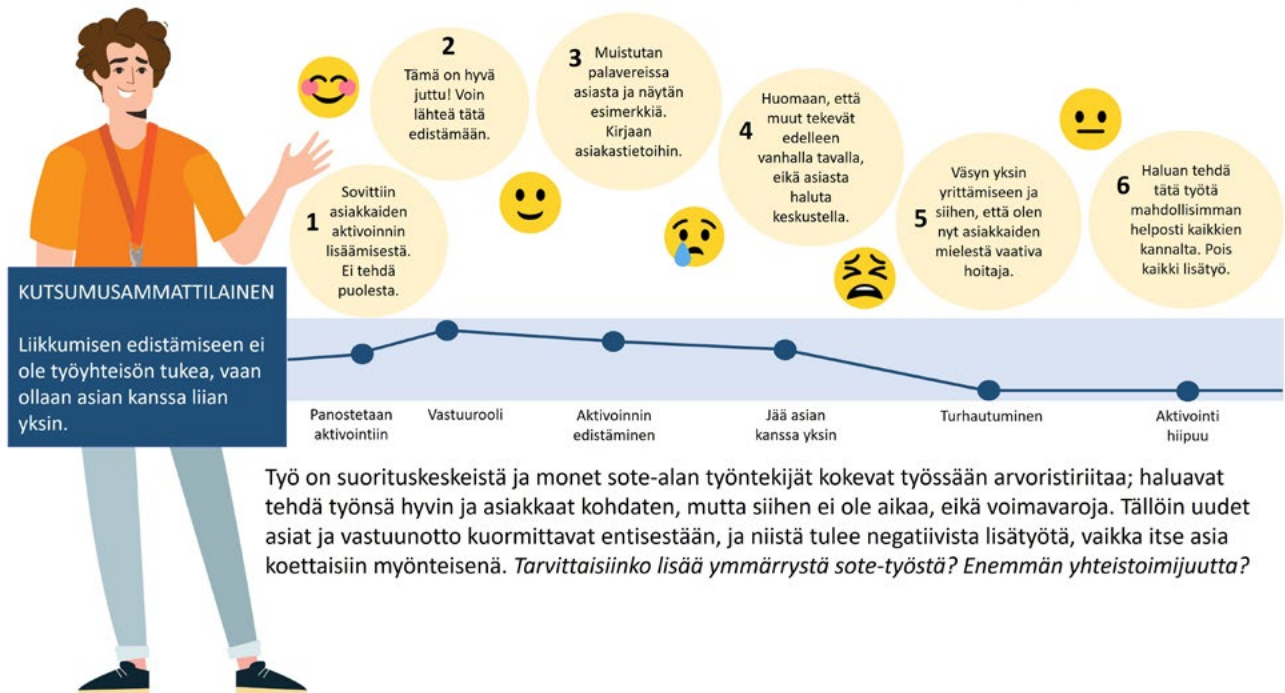 1
Sovittiin
asiakkaiden
aktivoinnin
lisäämisestä.
Ei tehdä
puolesta.
2
Tämä on hyvä
juttu! Voin
lähteä tätä
edistämään.
3
Muistutan
palavereissa
asiasta ja näytän
esimerkkiä.
Kirjaan
asiakastietoihin.
4
Huomaan, että
muut tekevät
edelleen
vanhalla tavalla,
eikä asiasta
haluta
keskustella.
5
Väsyn yksin
yrittämiseen ja
siihen, että olen
nyt asiakkaiden
mielestä vaativa
hoitaja.
6
Haluan tehdä
tätä työtä
mahdollisimman
helposti kaikkien
kannalta. Pois
kaikki lisätyö.
KUTSUMUSAMMATTILAINEN
Liikkumisen edistämiseen ei
ole työyhteisön tukea, vaan
ollaan asian kanssa liian
yksin.
Panostetaan
aktivointiin
Vastuurooli
Aktivoinnin
edistäminen
Jää asian
kanssa yksin
Turhautuminen
Aktivointi
hiipuu
Työ on suorituskeskeistä ja monet sote-alan työntekijät kokevat työssään arvoristiriitaa; haluavat
tehdä työnsä hyvin ja asiakkaat kohdaten, mutta siihen ei ole aikaa, eikä voimavaroja. Tällöin uudet
asiat ja vastuunotto kuormittavat entisestään, ja niistä tulee negatiivista lisätyötä, vaikka itse asia
koettaisiin myönteisenä. Tarvittaisiinko lisää ymmärrystä sote-työstä? Enemmän yhteistoimijuutta?